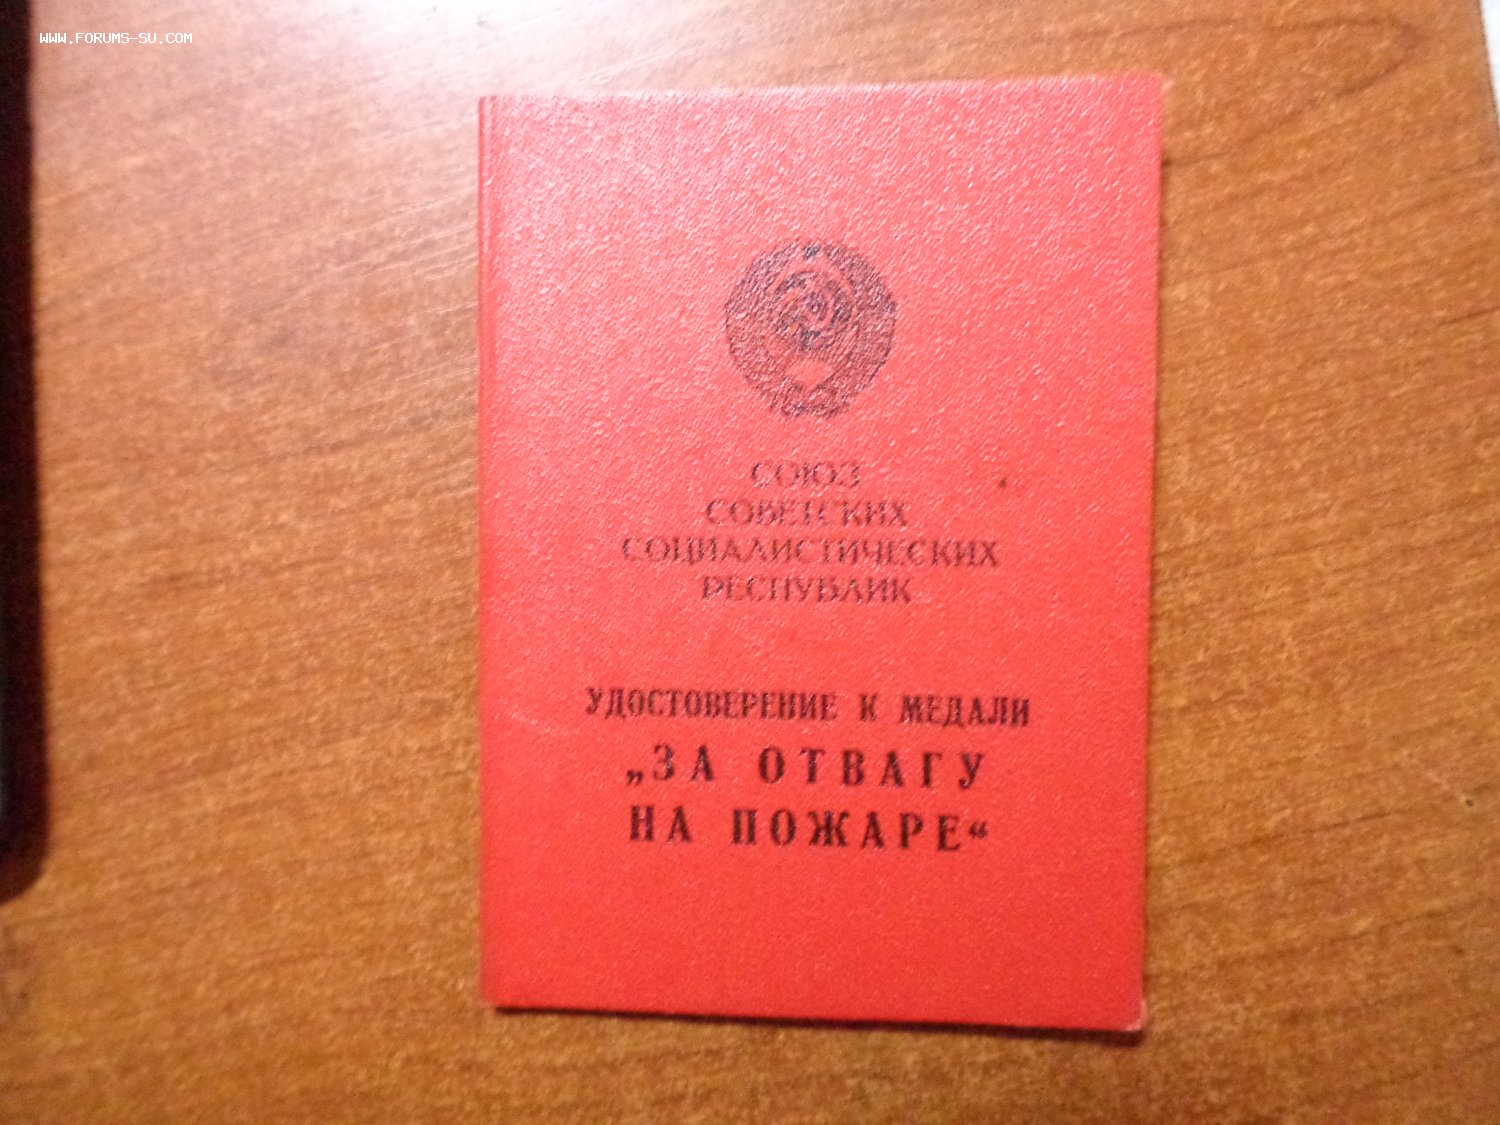 WWW.FORUMS-SU.COM
СОЮЗ
СОВЕТСКИХ
СОЦИАЛИСТИЧЕСКИХ
РЕСПУБЛИК
УДОСТОВЕРЕНИЕ К МЕДАЛИ
„ЗА ОТВАГУ
НА ПОЖАРЕ“